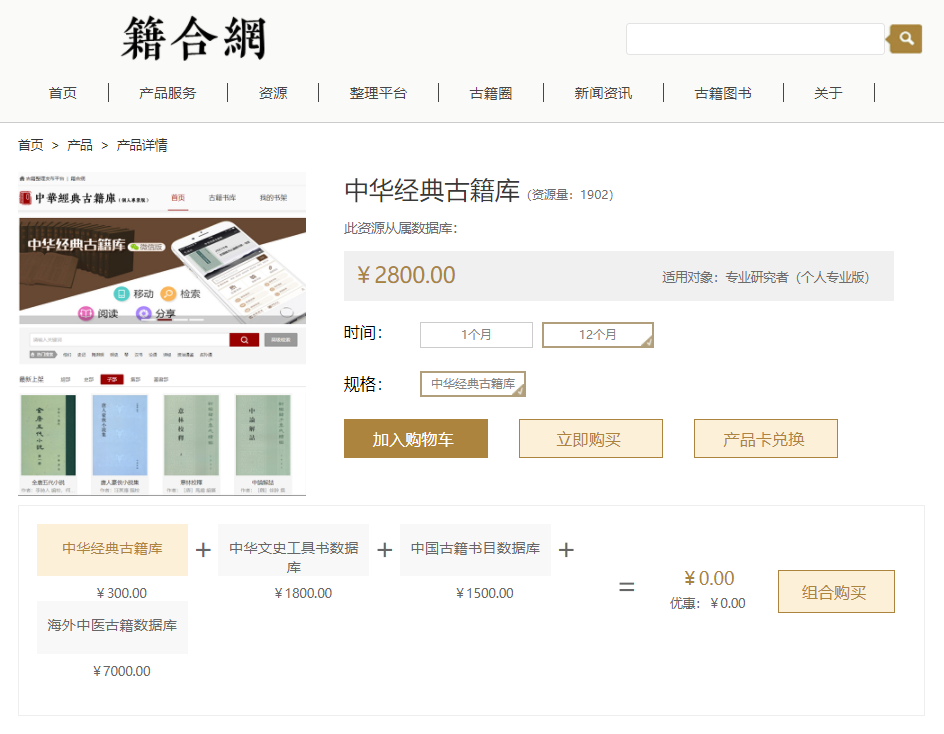 籍合網
首页 产品服务 资源 整理平台 古籍圈 新闻资讯 古籍图书 关于
首页 > 产品 > 产品详情
中華經典古籍庫
首页 古籍书库 我的书架
中华经典古籍库 微信版
移动 检索
阅读 分享
最新上架
全唐五代小说 唐人轶事小说集 意林校释 中论解诂
中华经典古籍库 (资源量：1902)
此资源从属数据库：
￥2800.00 适用对象：专业研究者（个人专业版）
时间： 1个月 12个月
规格： 中华经典古籍库
加入购物车 立即购买 产品卡兑换
中华经典古籍库 + 中华文史工具书数据库 + 中国古籍书目数据库 +
￥300.00 ￥1800.00 ￥1500.00
= ￥0.00 组合购买
优惠：￥0.00
海外中医古籍数据库
￥7000.00